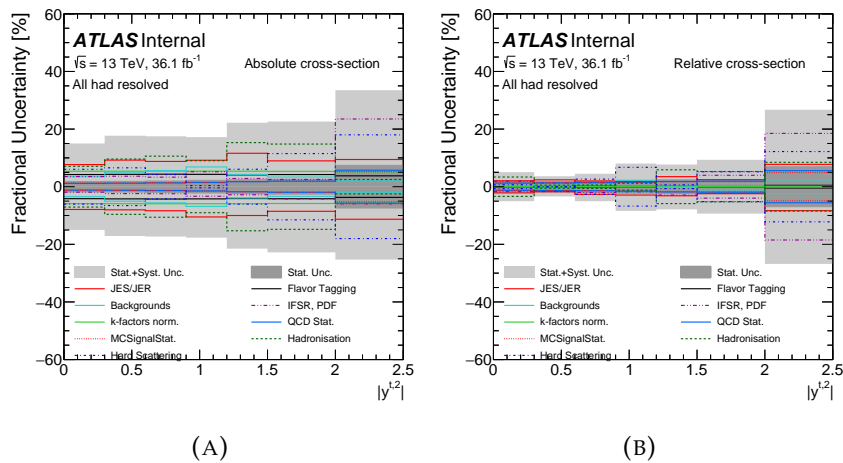 Fractional Uncertainty [%]
60
40
20
0
−20
−40
−60
ATLAS Internal
√s = 13 TeV, 36.1 fb⁻¹
Absolute cross-section
All had resolved
Stat.+Syst. Unc.
Stat. Unc.
JES/JER
Flavor Tagging
Backgrounds
IFSR, PDF
k-factors norm.
QCD Stat.
MCSignalStat.
Hadronisation
Hard Scattering
0 0.5 1 1.5 2 2.5
|y^{t,2}|
(A)
Fractional Uncertainty [%]
60
40
20
0
−20
−40
−60
ATLAS Internal
√s = 13 TeV, 36.1 fb⁻¹
Relative cross-section
All had resolved
Stat.+Syst. Unc.
Stat. Unc.
JES/JER
Flavor Tagging
Backgrounds
IFSR, PDF
k-factors norm.
QCD Stat.
MCSignalStat.
Hadronisation
Hard Scattering
0 0.5 1 1.5 2 2.5
|y^{t,2}|
(B)